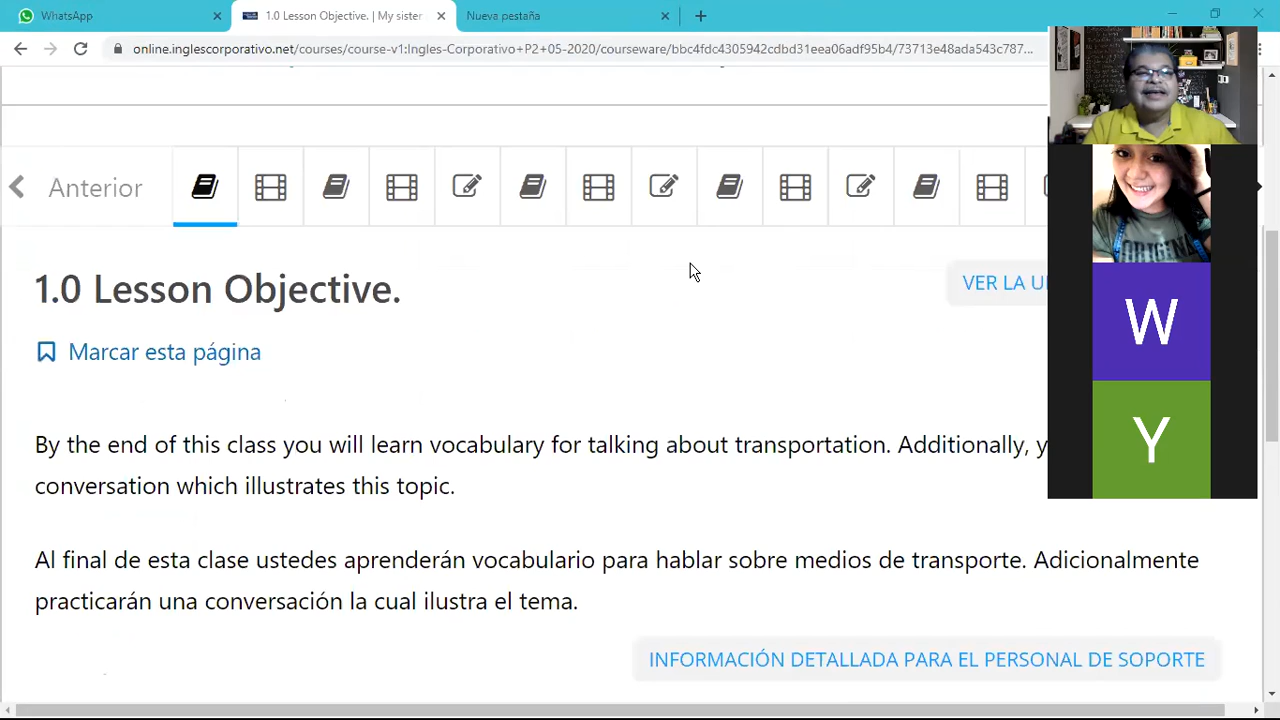 WhatsApp
1.0 Lesson Objective. | My sister
Nueva pestaña
online.inglescorporativo.net/courses/course-v1:Ingles-Corporativo+P2+05-2020/courseware/bbc4fdc4305942cdbd31eea06adf95b4/73713e48ada543c787...
Anterior
1.0 Lesson Objective.
VER LA U
Marcar esta página
By the end of this class you will learn vocabulary for talking about transportation. Additionally, y
conversation which illustrates this topic.
Al final de esta clase ustedes aprenderán vocabulario para hablar sobre medios de transporte. Adicionalmente
practicarán una conversación la cual ilustra el tema.
INFORMACIÓN DETALLADA PARA EL PERSONAL DE SOPORTE
ORIGINAL
W
Y